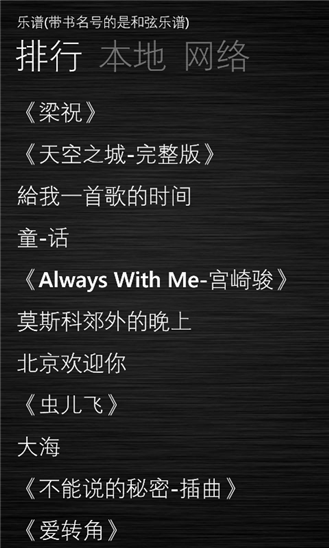 乐谱(带书名号的是和弦乐谱)
排行 本地 网络
《梁祝》
《天空之城-完整版》
給我一首歌的时间
童-话
《Always With Me-宫崎骏》
莫斯科郊外的晚上
北京欢迎你
《虫儿飞》
大海
《不能说的秘密-插曲》
《爱转角》